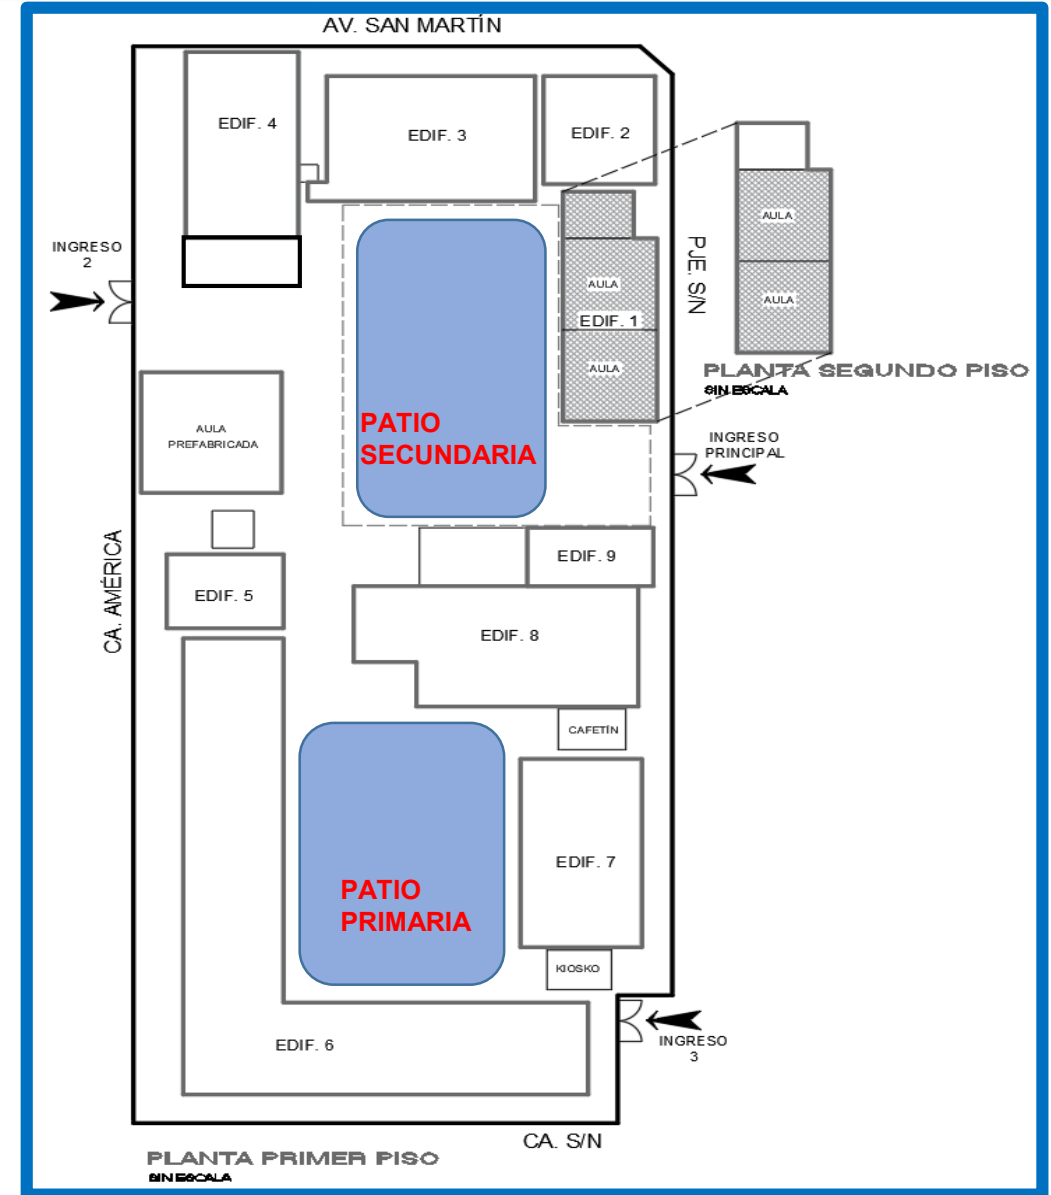 AV. SAN MARTÍN
EDIF. 4
EDIF. 3
EDIF. 2
AULA
AULA
PJE. S/N
INGRESO
2
AULA
EDIF. 1
AULA
PLANTA SEGUNDO PISO
SIN ESCALA
PATIO
SECUNDARIA
AULA
PREFABRICADA
INGRESO
PRINCIPAL
CA. AMÉRICA
EDIF. 9
EDIF. 5
EDIF. 8
CAFETÍN
EDIF. 7
PATIO
PRIMARIA
KIOSKO
EDIF. 6
INGRESO
3
CA. S/N
PLANTA PRIMER PISO
SIN ESCALA